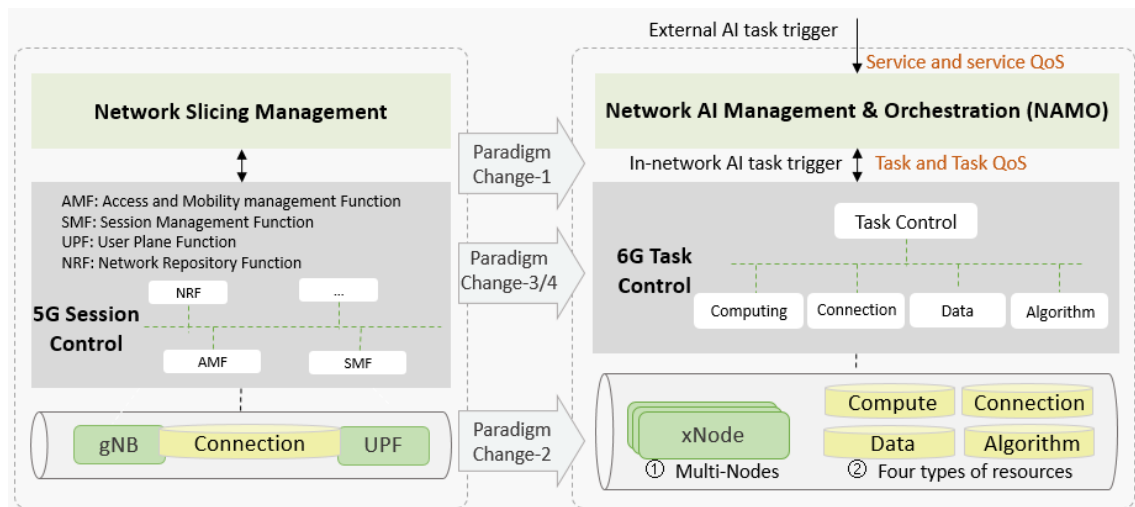 External AI task trigger
Service and service QoS
Network Slicing Management
Network AI Management & Orchestration (NAMO)
Paradigm
Change-1
In-network AI task trigger
Task and Task QoS
AMF: Access and Mobility management Function
SMF: Session Management Function
UPF: User Plane Function
NRF: Network Repository Function
NRF
...
5G Session
Control
AMF
SMF
Paradigm
Change-3/4
Task Control
6G Task
Control
Computing
Connection
Data
Algorithm
gNB
Connection
UPF
Paradigm
Change-2
xNode
① Multi-Nodes
Compute
Connection
Data
Algorithm
② Four types of resources